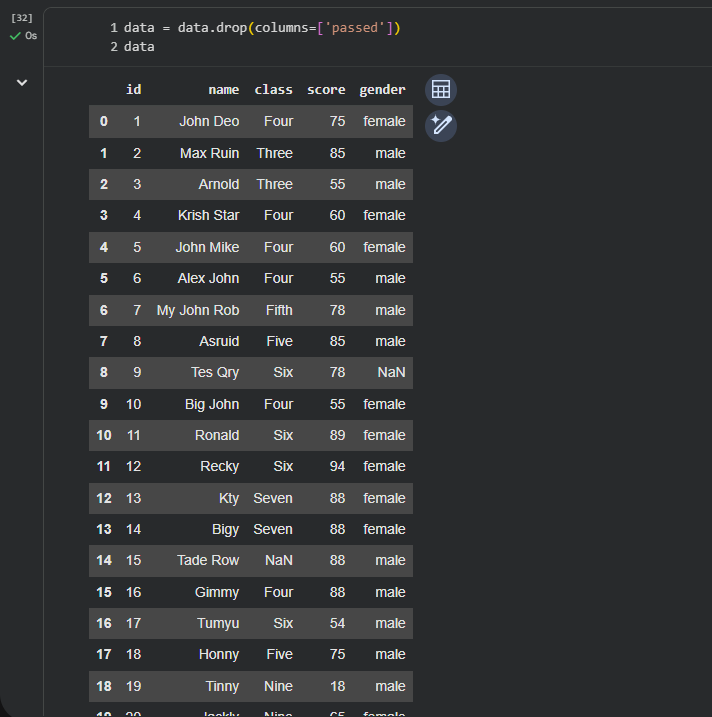 [32]
0s
1 data = data.drop(columns=['passed'])
2 data
id name class score gender
0 1 John Deo Four 75 female
1 2 Max Ruin Three 85 male
2 3 Arnold Three 55 male
3 4 Krish Star Four 60 female
4 5 John Mike Four 60 female
5 6 Alex John Four 55 male
6 7 My John Rob Fifth 78 male
7 8 Asruid Five 85 male
8 9 Tes Qry Six 78 NaN
9 10 Big John Four 55 female
10 11 Ronald Six 89 female
11 12 Recky Six 94 female
12 13 Kty Seven 88 female
13 14 Bigy Seven 88 female
14 15 Tade Row NaN 88 male
15 16 Gimmy Four 88 male
16 17 Tumyu Six 54 male
17 18 Honny Five 75 male
18 19 Tinny Nine 18 male
19 20 Jackly Nine 65 female